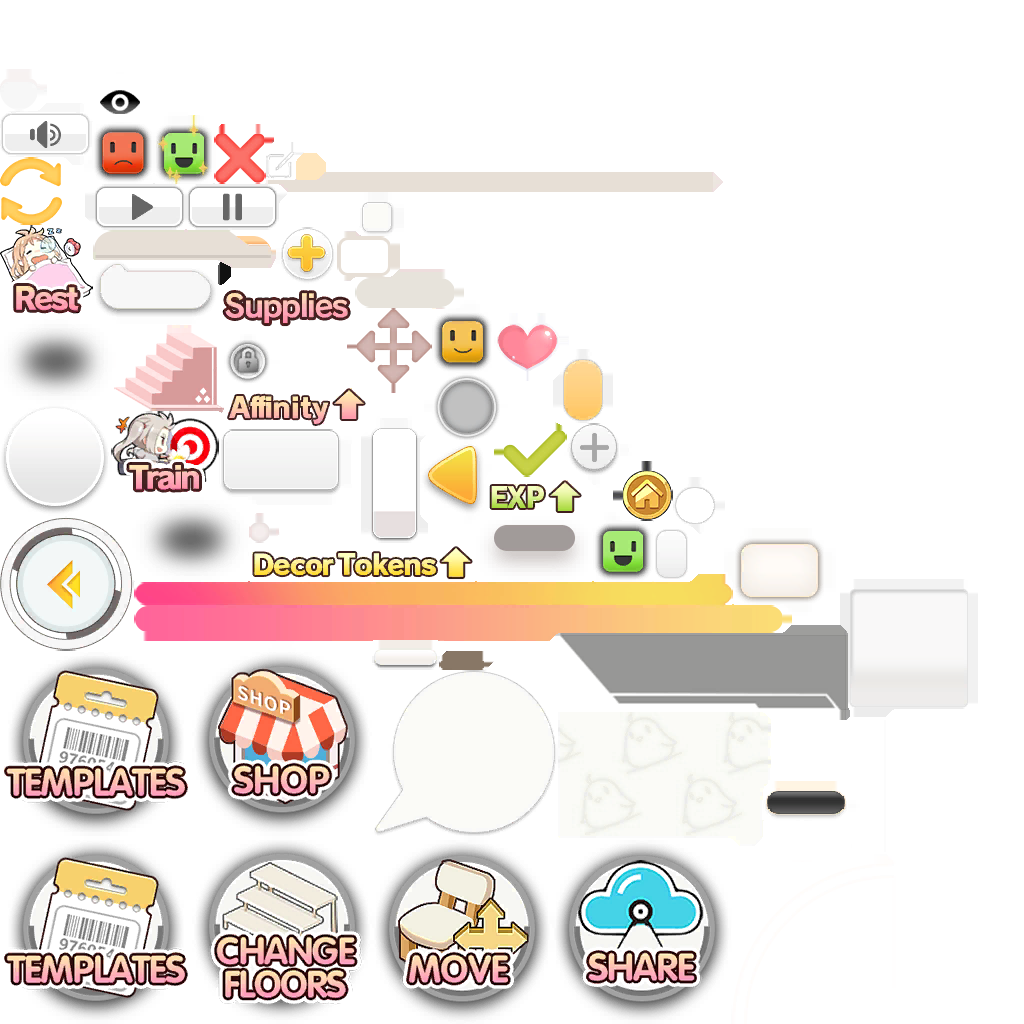 Rest
Supplies
Affinity
Train
EXP
Decor Tokens
TEMPLATES
SHOP
SHOP
TEMPLATES
CHANGE
FLOORS
MOVE
SHARE